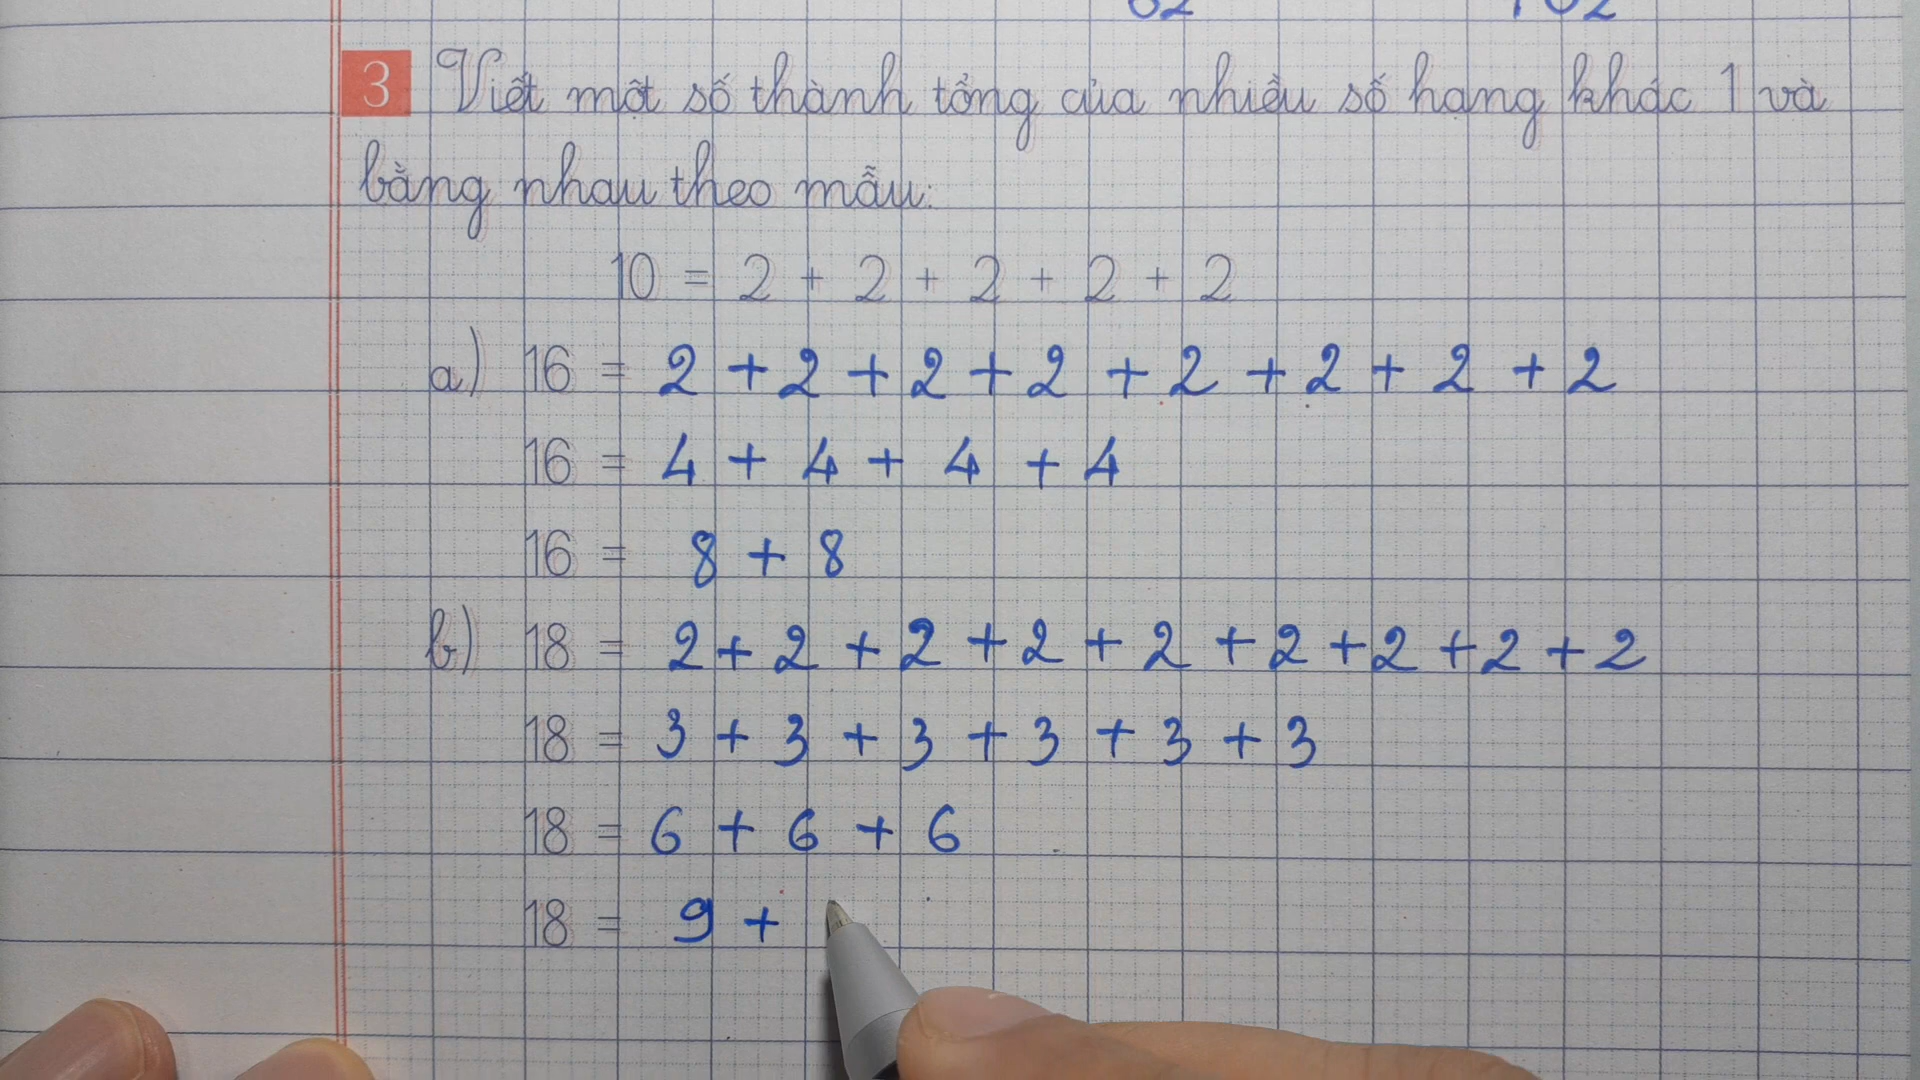 3 Viết một số thành tổng của nhiều số hạng khác 1 và
bằng nhau theo mẫu:
10 = 2 + 2 + 2 + 2 + 2
a) 16 = 2 + 2 + 2 + 2 + 2 + 2 + 2 + 2
16 = 4 + 4 + 4 + 4
16 = 8 + 8
b) 18 = 2 + 2 + 2 + 2 + 2 + 2 + 2 + 2 + 2
18 = 3 + 3 + 3 + 3 + 3 + 3
18 = 6 + 6 + 6
18 = 9 +